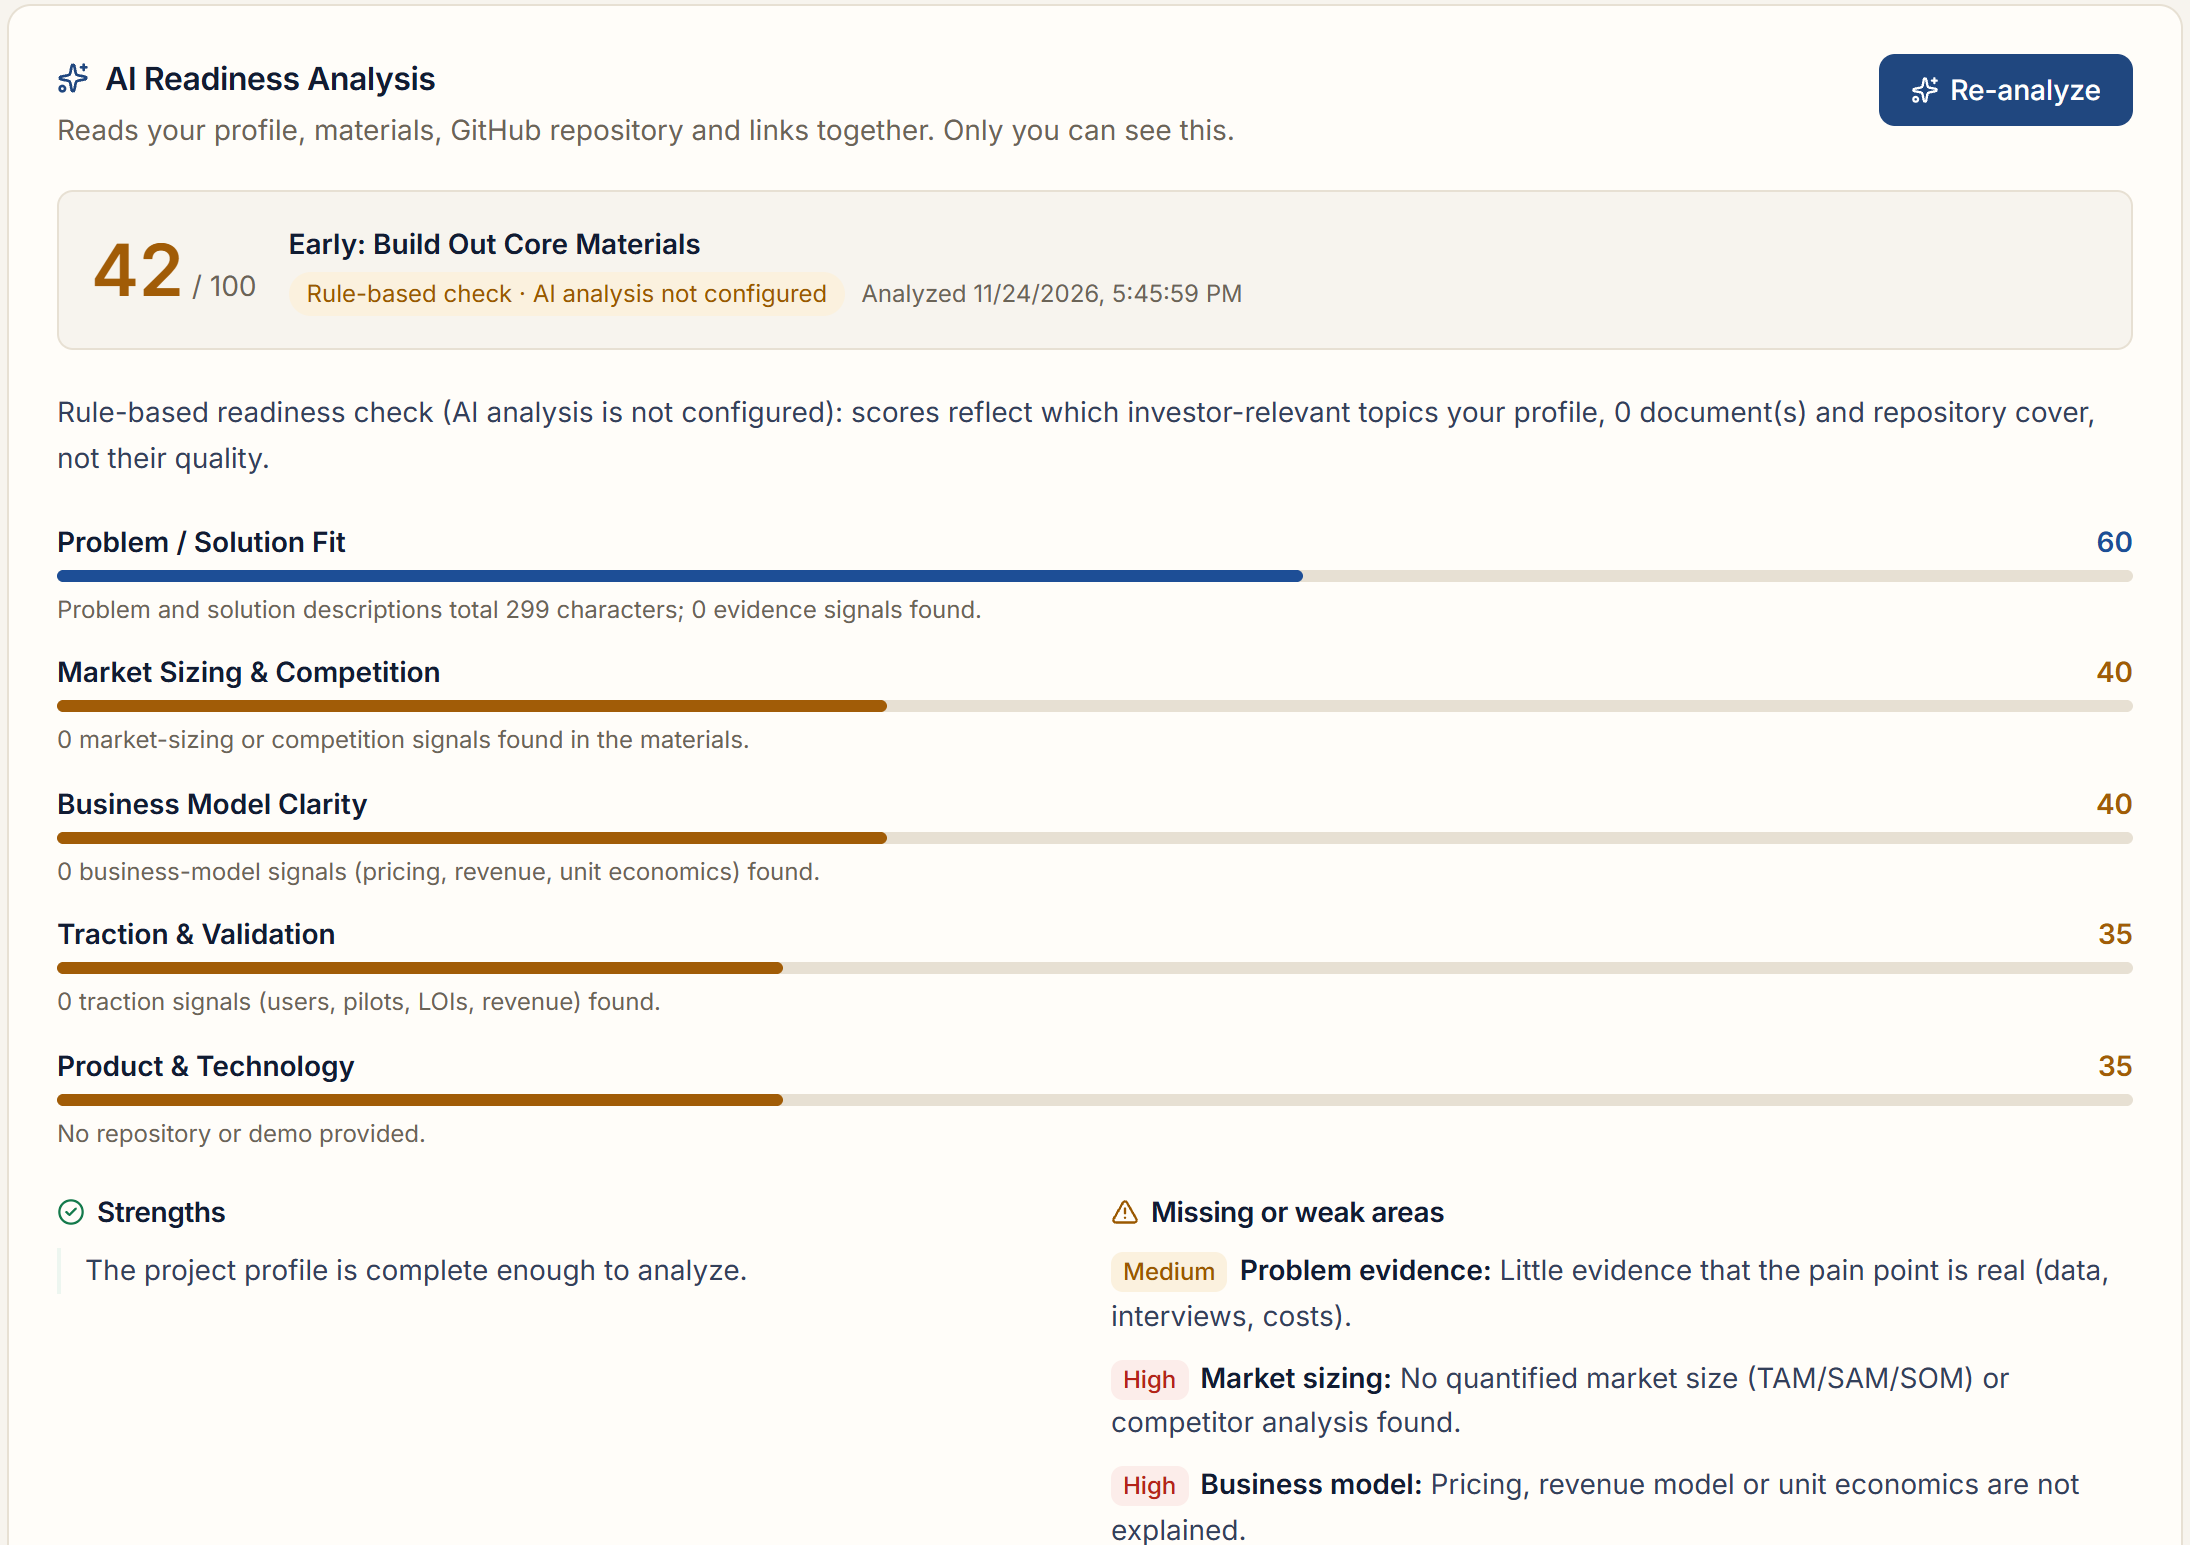 AI Readiness Analysis
Re-analyze
Reads your profile, materials, GitHub repository and links together. Only you can see this.
42 / 100
Early: Build Out Core Materials
Rule-based check · AI analysis not configured
Analyzed 11/24/2026, 5:45:59 PM
Rule-based readiness check (AI analysis is not configured): scores reflect which investor-relevant topics your profile, 0 document(s) and repository cover,
not their quality.
Problem / Solution Fit
60
Problem and solution descriptions total 299 characters; 0 evidence signals found.
Market Sizing & Competition
40
0 market-sizing or competition signals found in the materials.
Business Model Clarity
40
0 business-model signals (pricing, revenue, unit economics) found.
Traction & Validation
35
0 traction signals (users, pilots, LOIs, revenue) found.
Product & Technology
35
No repository or demo provided.
Strengths
The project profile is complete enough to analyze.
Missing or weak areas
Medium Problem evidence: Little evidence that the pain point is real (data,
interviews, costs).
High Market sizing: No quantified market size (TAM/SAM/SOM) or
competitor analysis found.
High Business model: Pricing, revenue model or unit economics are not
explained.